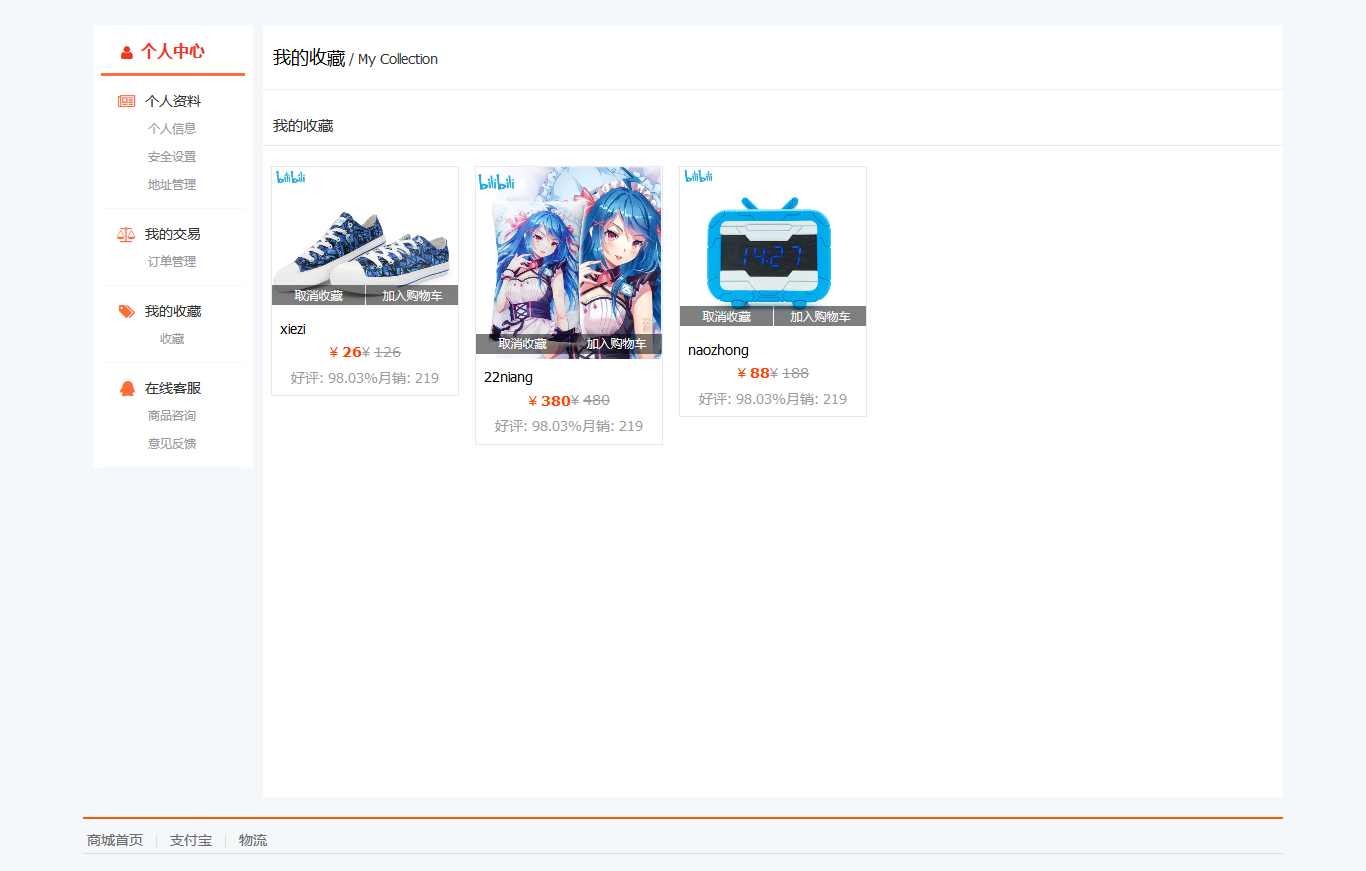 个人中心
个人资料
个人信息
安全设置
地址管理
我的交易
订单管理
我的收藏
收藏
在线客服
商品咨询
意见反馈
我的收藏 / My Collection
我的收藏
bilibili
取消收藏 加入购物车
xiezi
¥ 26¥ 126
好评: 98.03%月销: 219
bilibili
取消收藏 加入购物车
22niang
¥ 380¥ 480
好评: 98.03%月销: 219
bilibili
14:27
取消收藏 加入购物车
naozhong
¥ 88¥ 188
好评: 98.03%月销: 219
商城首页 | 支付宝 | 物流